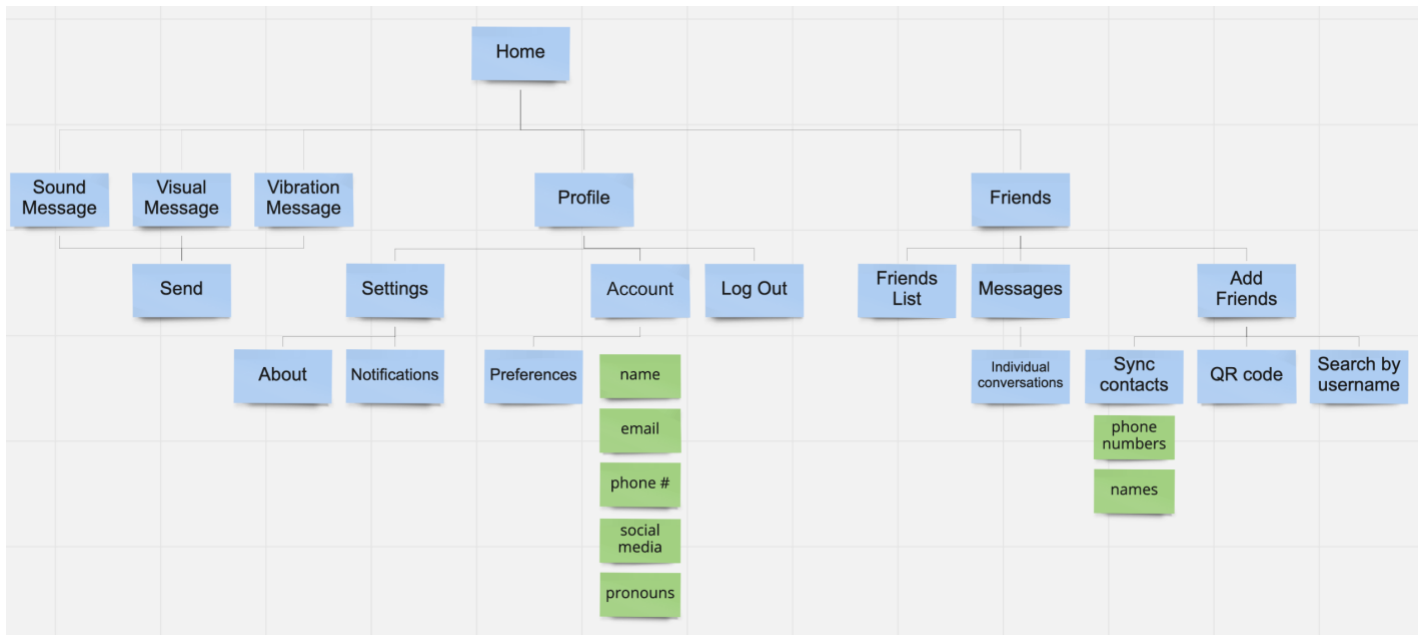 Home
Sound
Message
Visual
Message
Vibration
Message
Profile
Friends
Send
Settings
Account
Log Out
Friends
List
Messages
Add
Friends
About
Notifications
Preferences
name
Individual
conversations
Sync
contacts
QR code
Search by
username
email
phone #
social
media
pronouns
phone
numbers
names